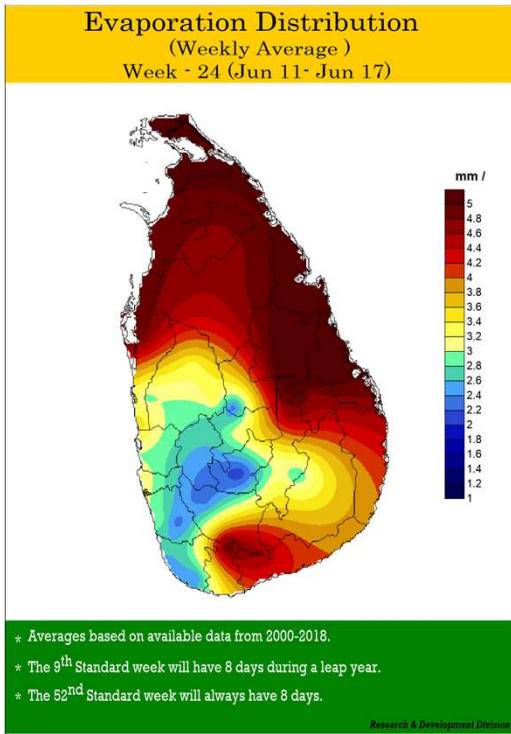 Evaporation Distribution
(Weekly Average )
Week - 24 (Jun 11- Jun 17)
mm /
5
4.8
4.6
4.4
4.2
4
3.8
3.6
3.4
3.2
3
2.8
2.6
2.4
2.2
2
1.8
1.6
1.4
1.2
1
* Averages based on available data from 2000-2018.
* The 9th Standard week will have 8 days during a leap year.
* The 52nd Standard week will always have 8 days.
Research & Development Division